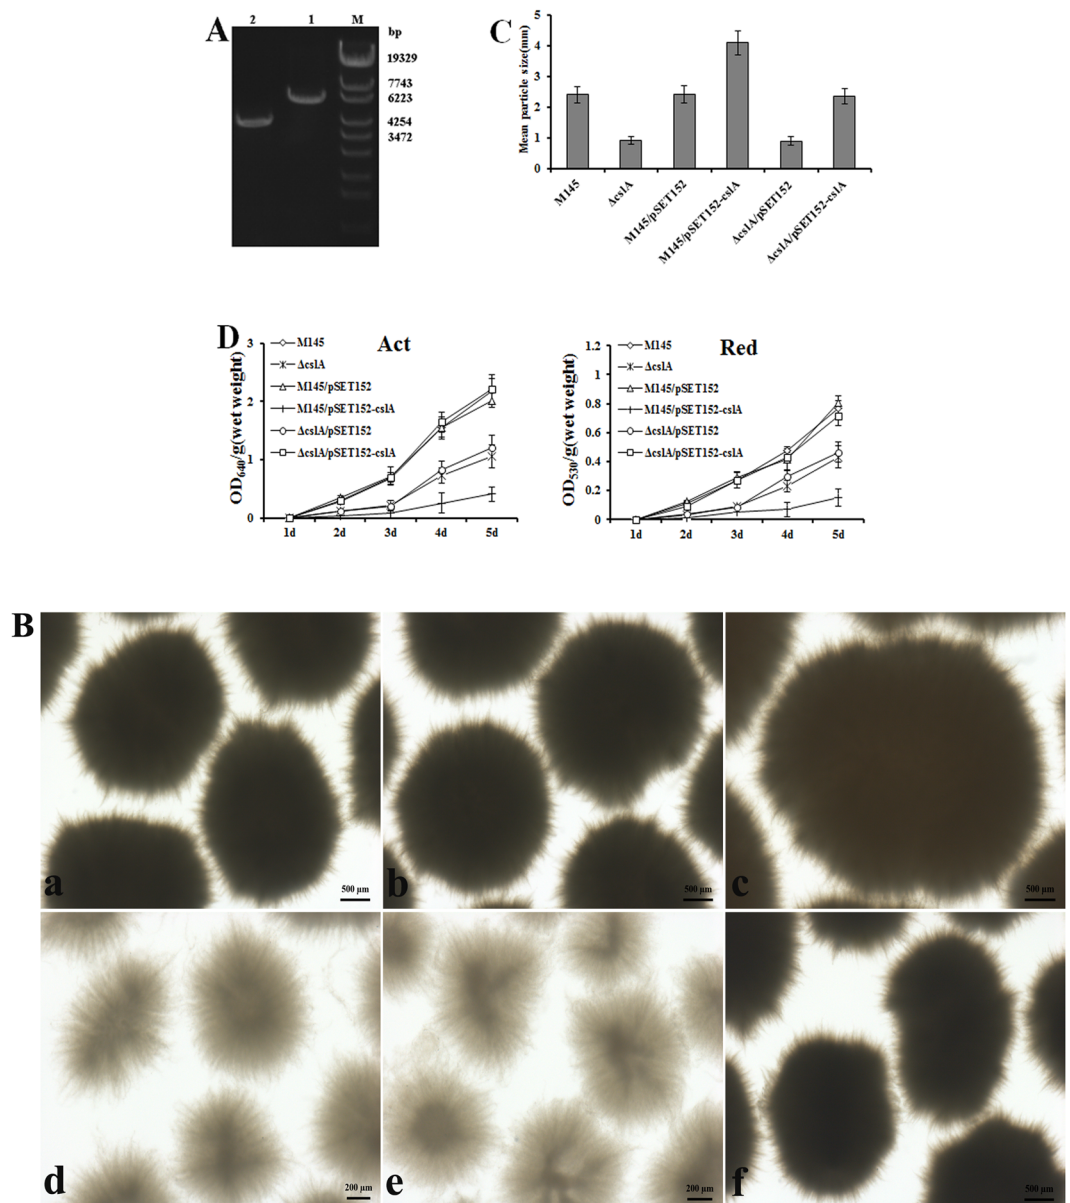 A
2 1 M
bp
19329
7743
6223
4254
3472
C
Mean particle size(mm)
5
4
3
2
1
0
M145
ΔcslA
M145/pSET152
M145/pSET152-cslA
ΔcslA/pSET152
ΔcslA/pSET152-cslA
D
Act
OD640/g(wet weight)
3
2
1
0
M145
ΔcslA
M145/pSET152
M145/pSET152-cslA
ΔcslA/pSET152
ΔcslA/pSET152-cslA
1d 2d 3d 4d 5d
Red
OD530/g(wet weight)
1.2
1
0.8
0.6
0.4
0.2
0
M145
ΔcslA
M145/pSET152
M145/pSET152-cslA
ΔcslA/pSET152
ΔcslA/pSET152-cslA
1d 2d 3d 4d 5d
B
a
500 μm
b
500 μm
c
500 μm
d
200 μm
e
200 μm
f
500 μm